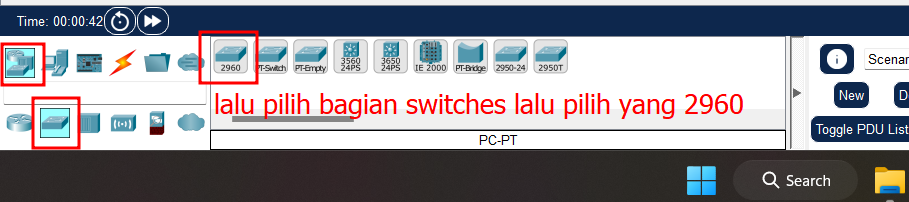 Time: 00:00:42
2960
PT-Switch
PT-Empty
3560
24PS
3650
24PS
IE 2000
PT-Bridge
2950-24
2950T
lalu pilih bagian switches lalu pilih yang 2960
PC-PT
i
Scenar
New
D
Toggle PDU List
Search